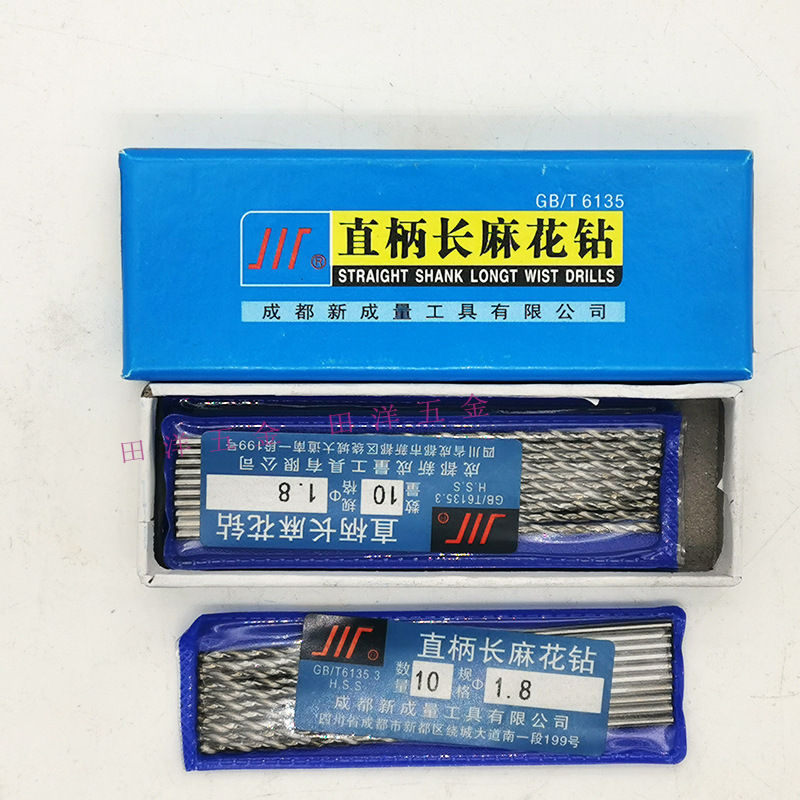 GB/T 6135
直柄长麻花钻
STRAIGHT SHANK LONGT WIST DRILLS
成都新成量工具有限公司
田洋五金
田洋五金
直柄长麻花钻
GB/T6135.3
H.S.S
数量 10 规格 Φ 1.8
成都新成量工具有限公司
四川省成都市新都区绕城大道南一段199号
直柄长麻花钻
GB/T6135.3
H.S.S
数量 10 规格 Φ 1.8
成都新成量工具有限公司
四川省成都市新都区绕城大道南一段199号